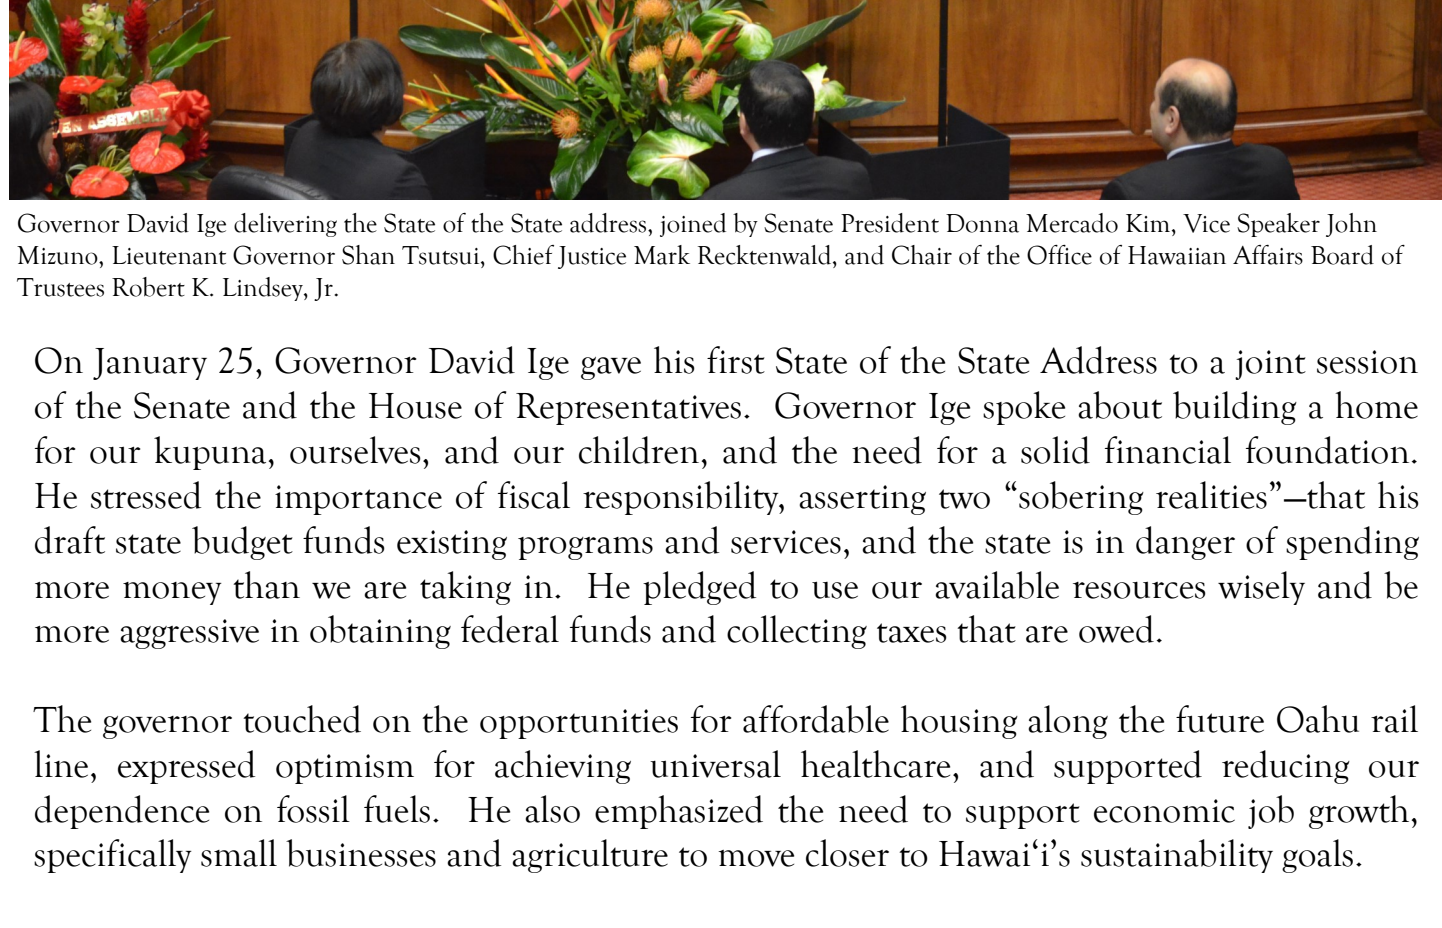 EN ASSEMBLY
Governor David Ige delivering the State of the State address, joined by Senate President Donna Mercado Kim, Vice Speaker John
Mizuno, Lieutenant Governor Shan Tsutsui, Chief Justice Mark Recktenwald, and Chair of the Office of Hawaiian Affairs Board of
Trustees Robert K. Lindsey, Jr.
On January 25, Governor David Ige gave his first State of the State Address to a joint session
of the Senate and the House of Representatives.  Governor Ige spoke about building a home
for our kupuna, ourselves, and our children, and the need for a solid financial foundation.
He stressed the importance of fiscal responsibility, asserting two “sobering realities”—that his
draft state budget funds existing programs and services, and the state is in danger of spending
more money than we are taking in.  He pledged to use our available resources wisely and be
more aggressive in obtaining federal funds and collecting taxes that are owed.
The governor touched on the opportunities for affordable housing along the future Oahu rail
line, expressed optimism for achieving universal healthcare, and supported reducing our
dependence on fossil fuels.  He also emphasized the need to support economic job growth,
specifically small businesses and agriculture to move closer to Hawai‘i’s sustainability goals.